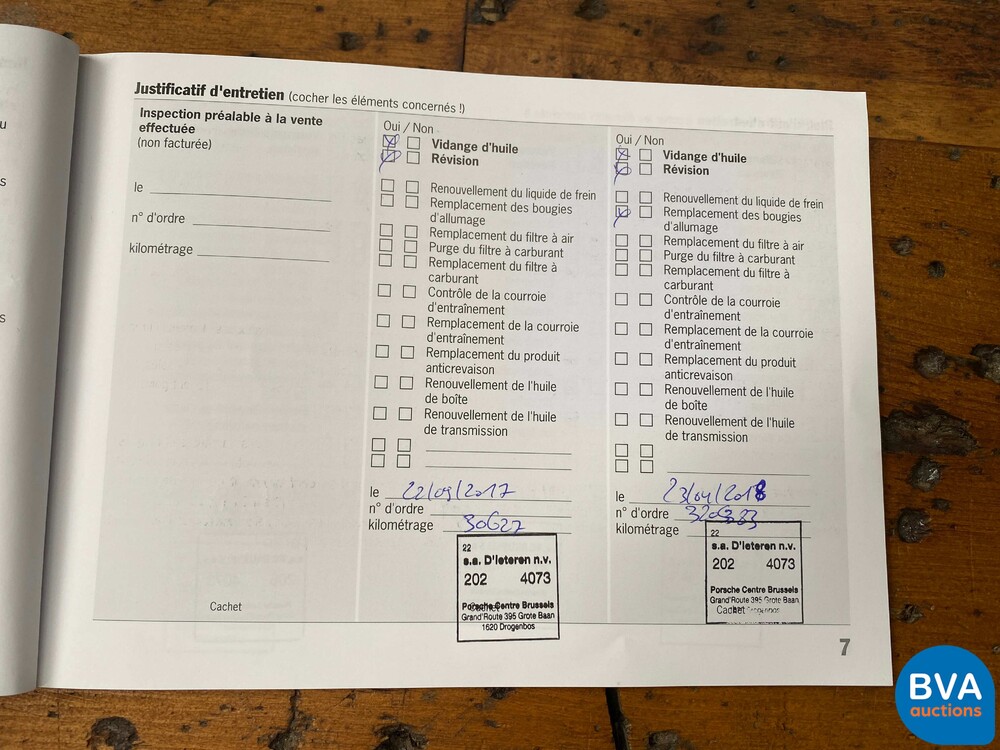 Justificatif d'entretien (cocher les éléments concernés !)
Inspection préalable à la vente
effectuée
(non facturée)
le
n° d'ordre
kilométrage
Cachet
Oui / Non
Vidange d'huile
Révision
Renouvellement du liquide de frein
Remplacement des bougies
d'allumage
Remplacement du filtre à air
Purge du filtre à carburant
Remplacement du filtre à
carburant
Contrôle de la courroie
d'entraînement
Remplacement de la courroie
d'entraînement
Remplacement du produit
anticrevaison
Renouvellement de l'huile
de boîte
Renouvellement de l'huile
de transmission
le 22/09/2017
n° d'ordre
kilométrage 30627
22
s.a. D'Ieteren n.v.
202 4073
Porsche Centre Brussels
Grand'Route 395 Grote Baan
1620 Drogenbos
Oui / Non
Vidange d'huile
Révision
Renouvellement du liquide de frein
Remplacement des bougies
d'allumage
Remplacement du filtre à air
Purge du filtre à carburant
Remplacement du filtre à
carburant
Contrôle de la courroie
d'entraînement
Remplacement de la courroie
d'entraînement
Remplacement du produit
anticrevaison
Renouvellement de l'huile
de boîte
Renouvellement de l'huile
de transmission
le 23/04/2018
n° d'ordre
kilométrage
22
s.a. D'Ieteren n.v.
202 4073
Porsche Centre Brussels
Grand'Route 395 Grote Baan
Cachet
7
BVA
auctions